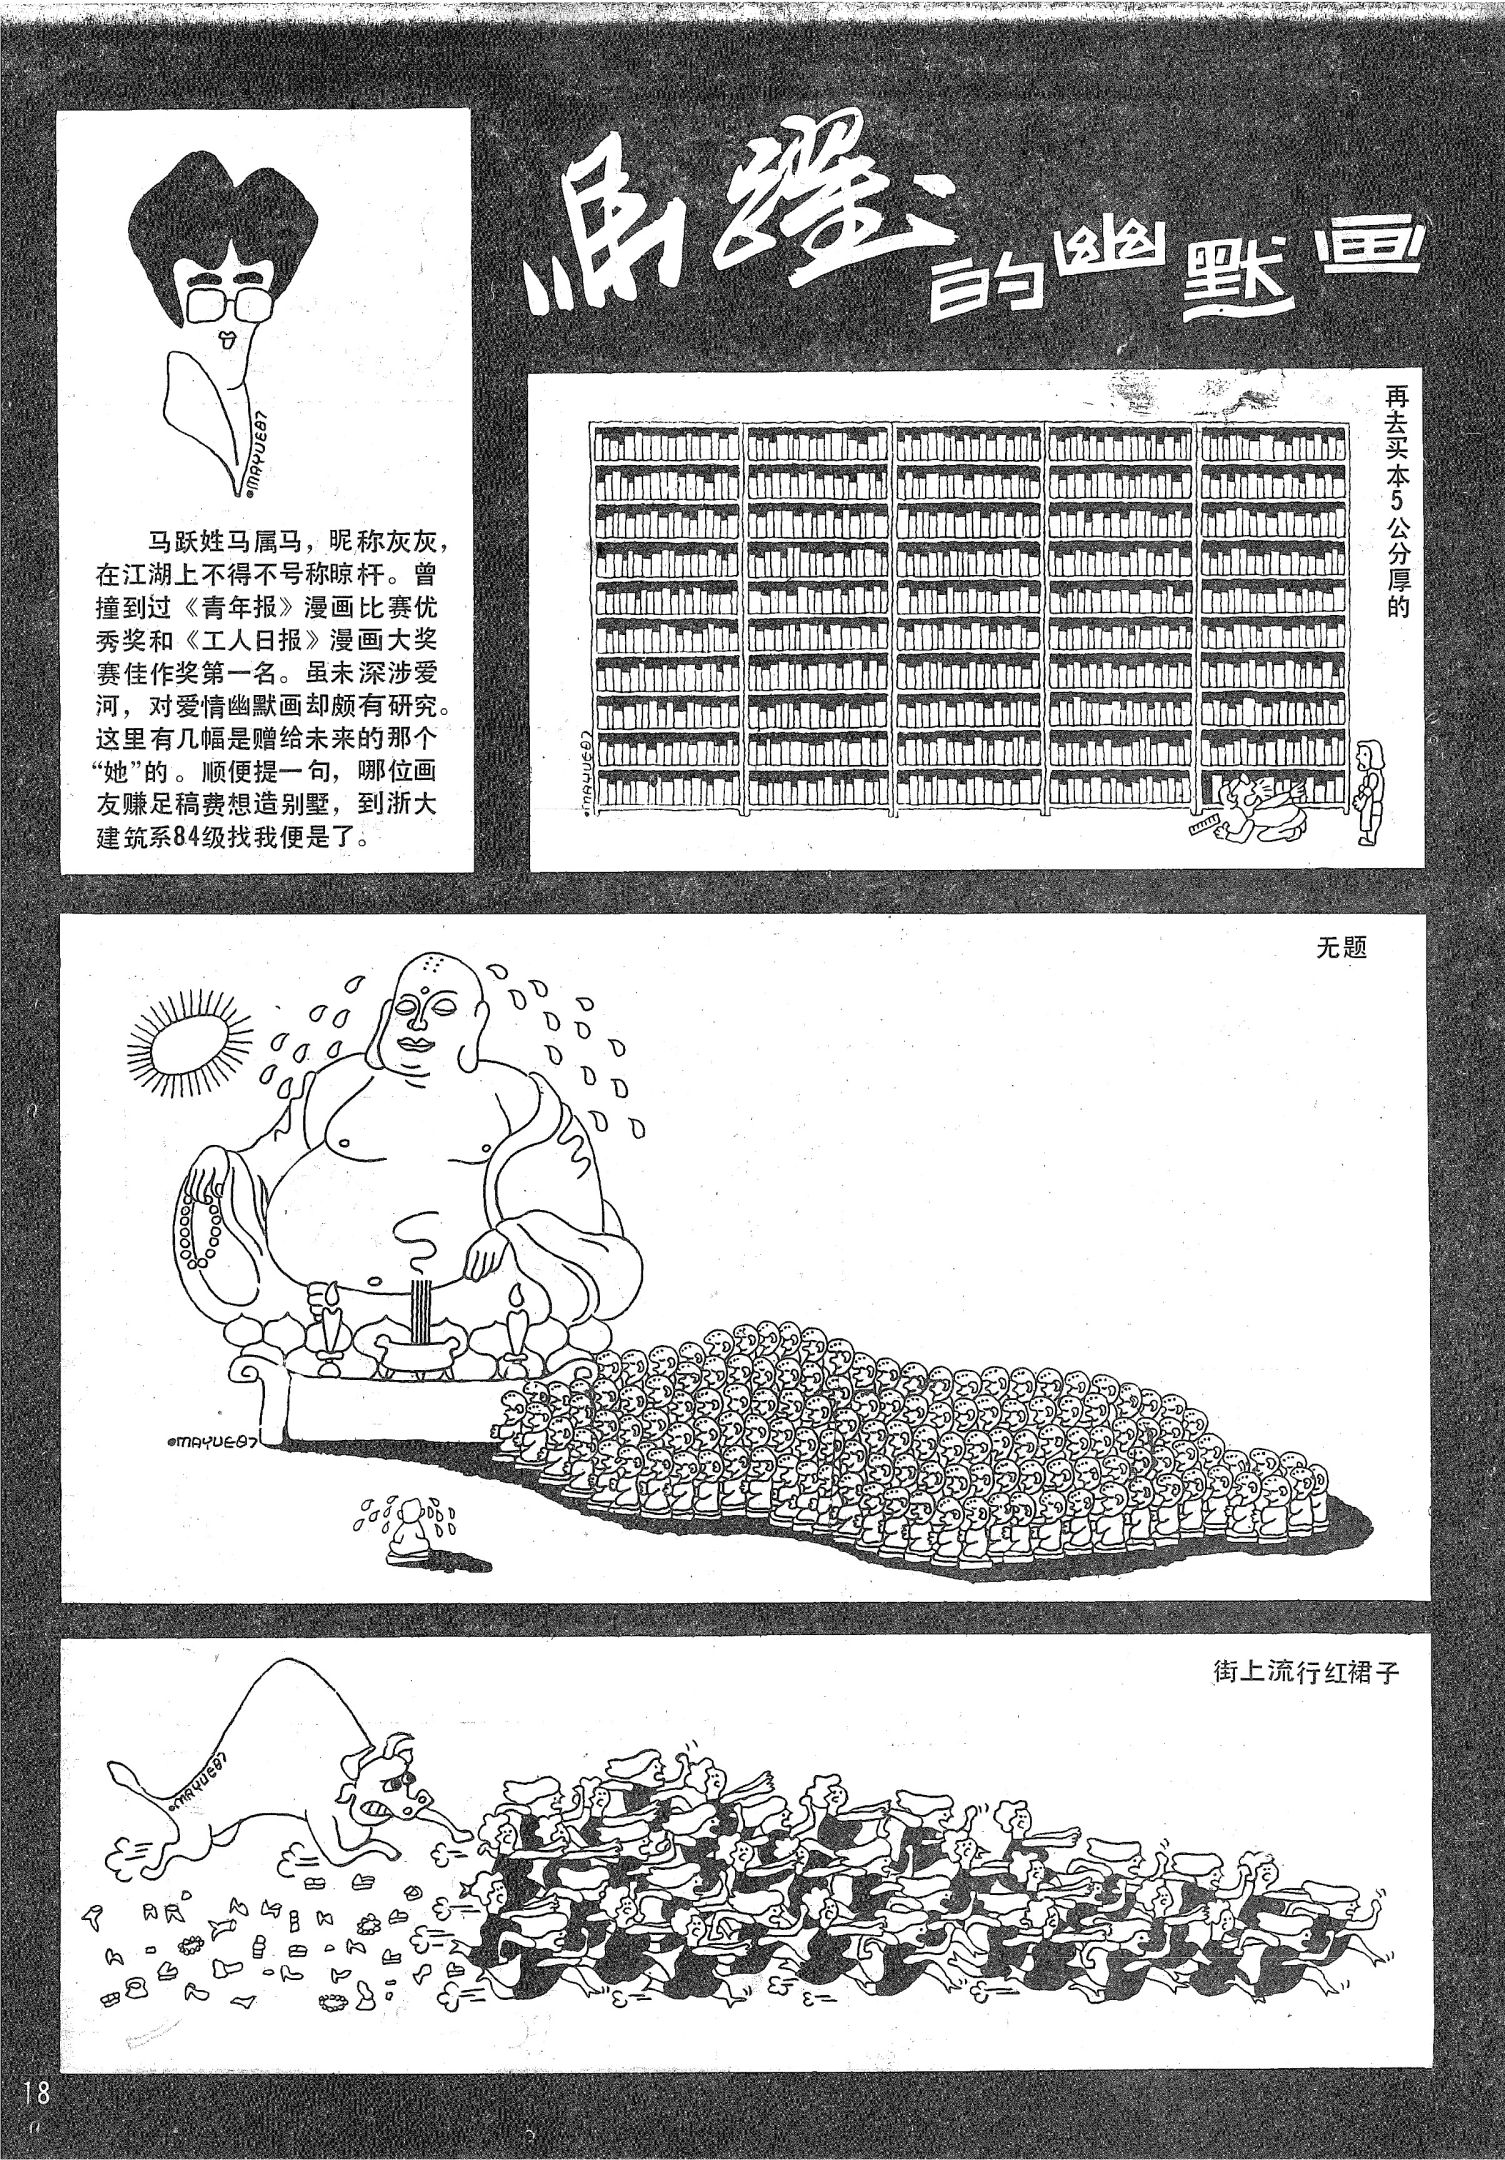 马跃的幽默画
马跃姓马属马，昵称灰灰，
在江湖上不得不号称晾杆。曾
撞到过《青年报》漫画比赛优
秀奖和《工人日报》漫画大奖
赛佳作奖第一名。虽未深涉爱
河，对爱情幽默画却颇有研究。
这里有几幅是赠给未来的那个
“她”的。顺便提一句，哪位画
友赚足稿费想造别墅，到浙大
建筑系84级找我便是了。
MAYUE87
再去买本5公分厚的
MAYUE87
无题
MAYUE87
街上流行红裙子
MAYUE87
18